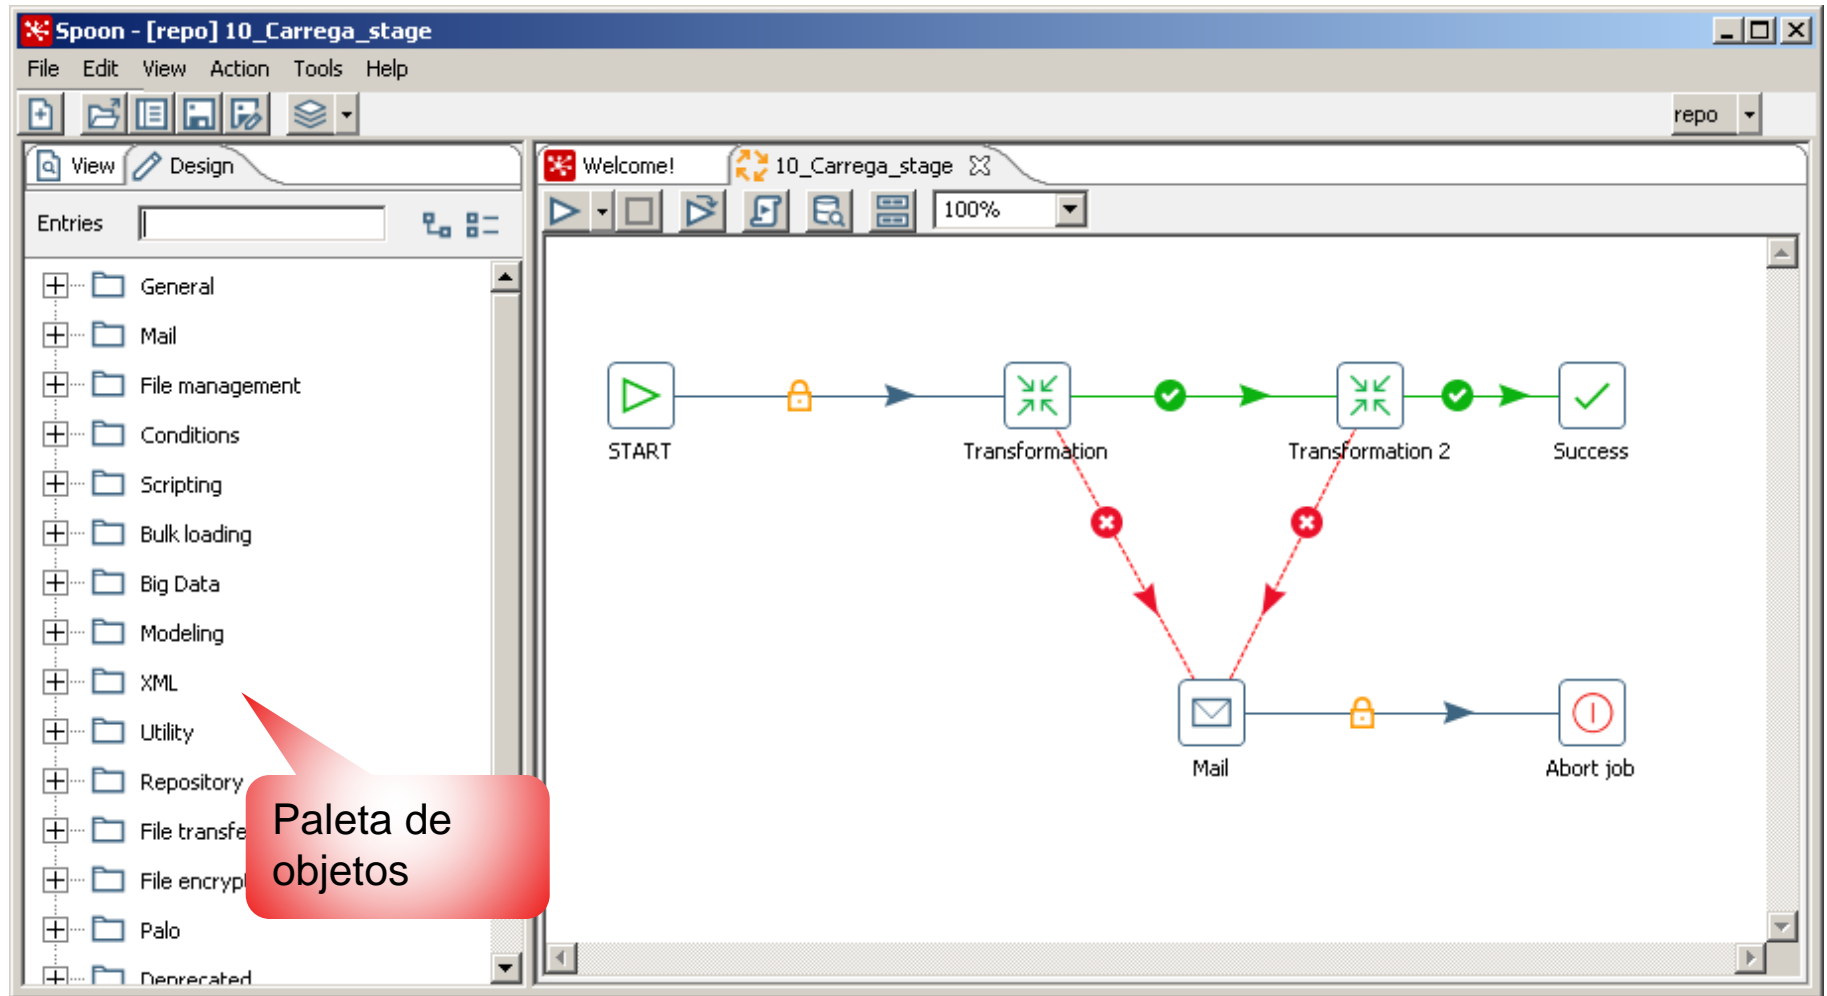 Spoon - [repo] 10_Carrega_stage
File Edit View Action Tools Help
repo
View Design
Welcome! 10_Carrega_stage
Entries
100%
General
Mail
File management
Conditions
Scripting
Bulk loading
Big Data
Modeling
XML
Utility
Repository
File transfe
File encryp
Palo
Deprecated
Paleta de
objetos
START
Transformation
Transformation 2
Success
Mail
Abort job